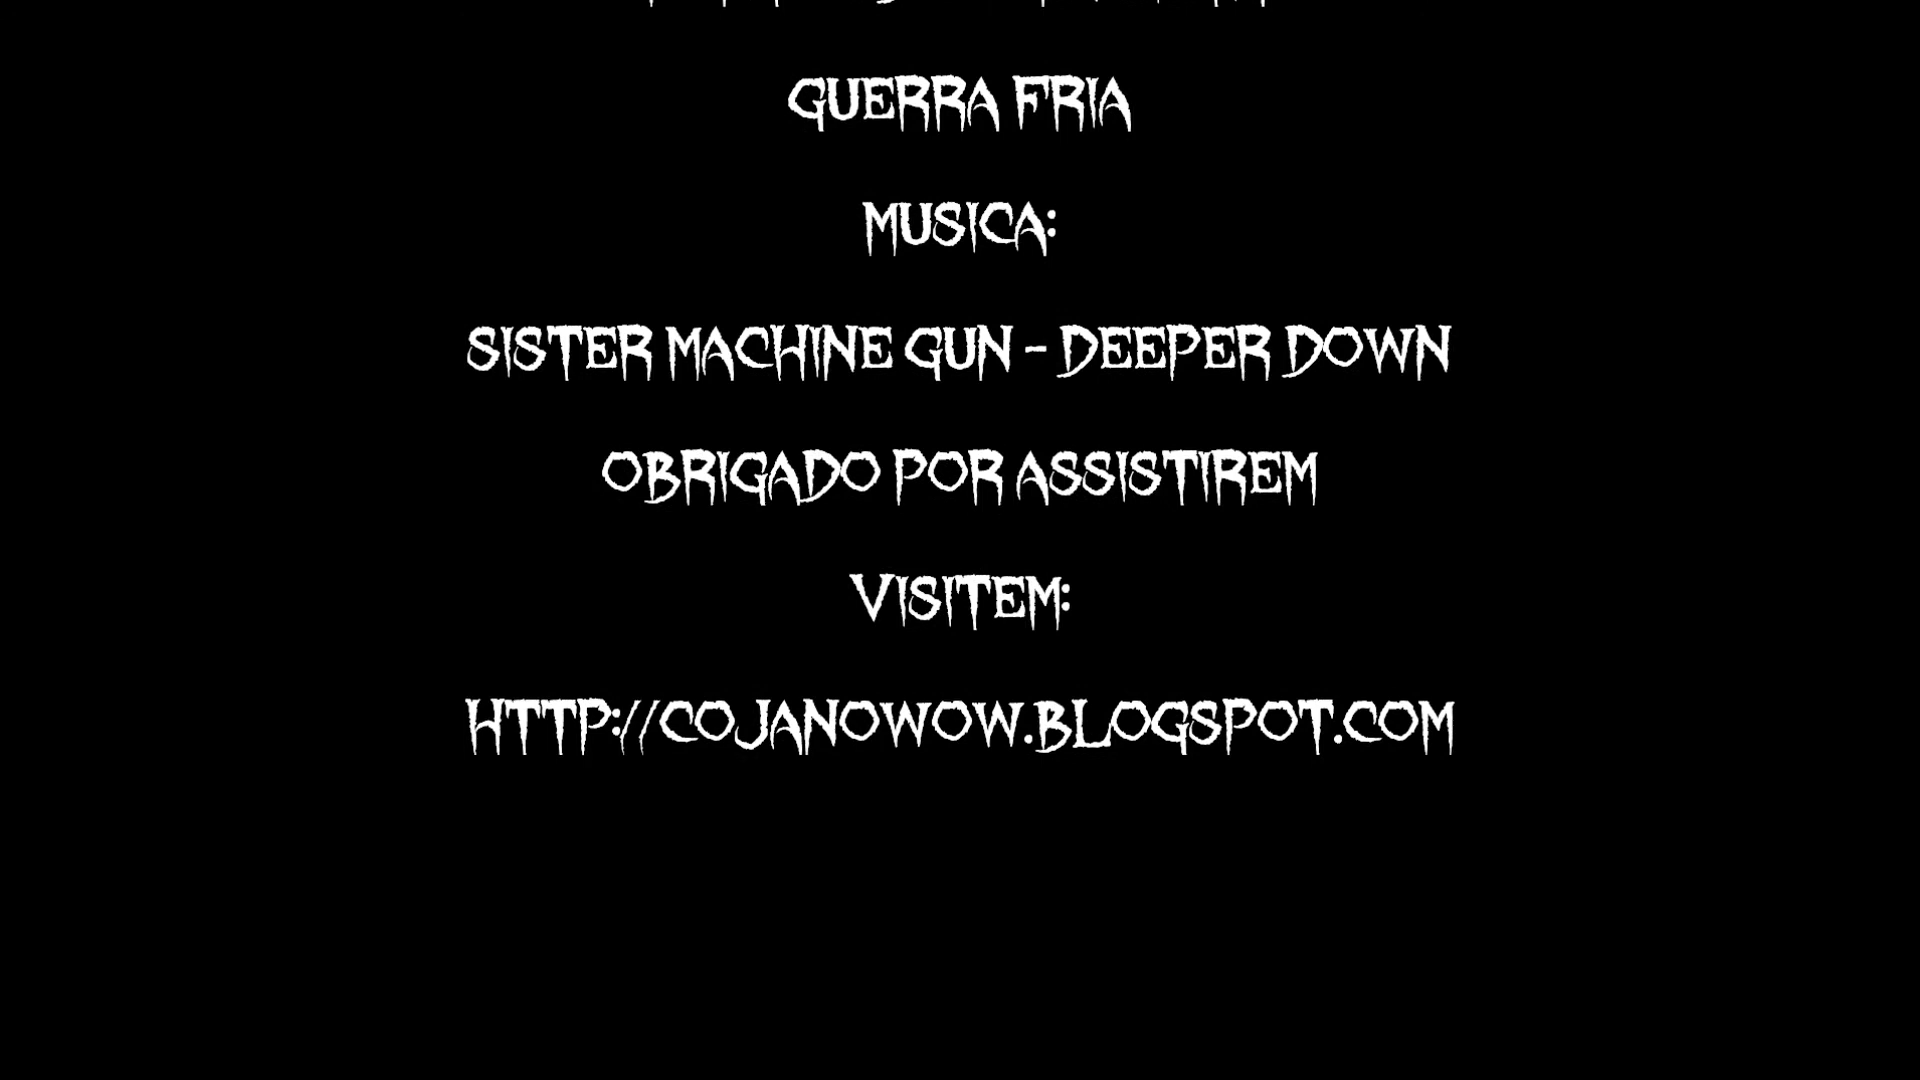 GUERRA FRIA
MUSICA:
SISTER MACHINE GUN - DEEPER DOWN
OBRIGADO POR ASSISTIREM
VISITEM:
HTTP://COJANOWOW.BLOGSPOT.COM